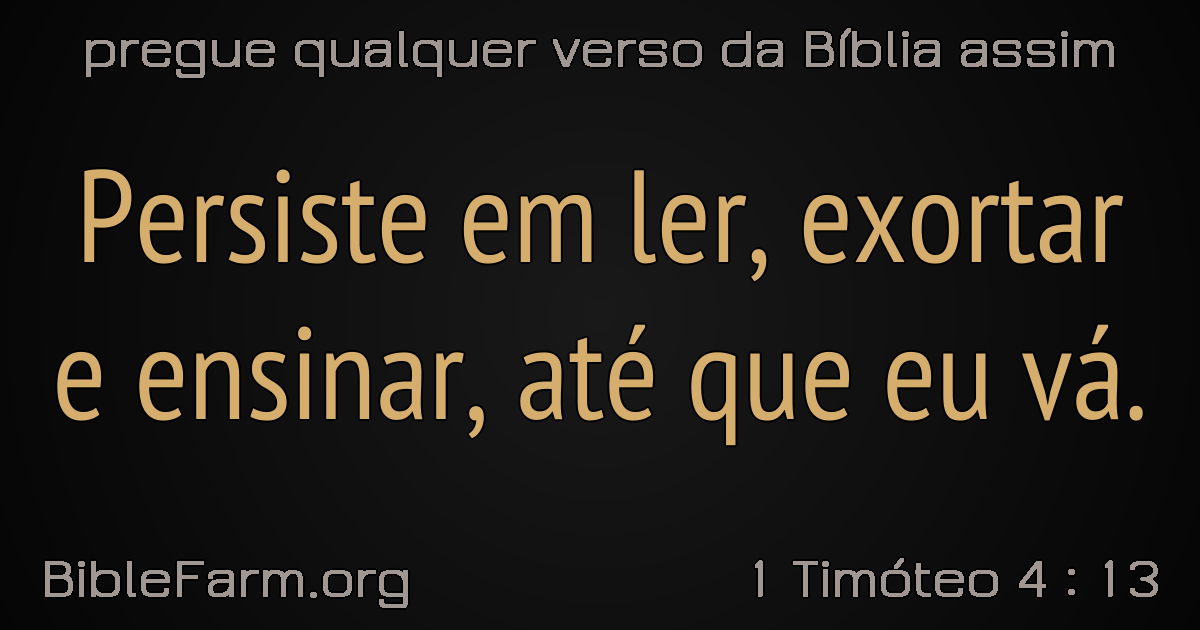 pregue qualquer verso da Bíblia assim
Persiste em ler, exortar
e ensinar, até que eu vá.
BibleFarm.org
1 Timóteo 4 : 13